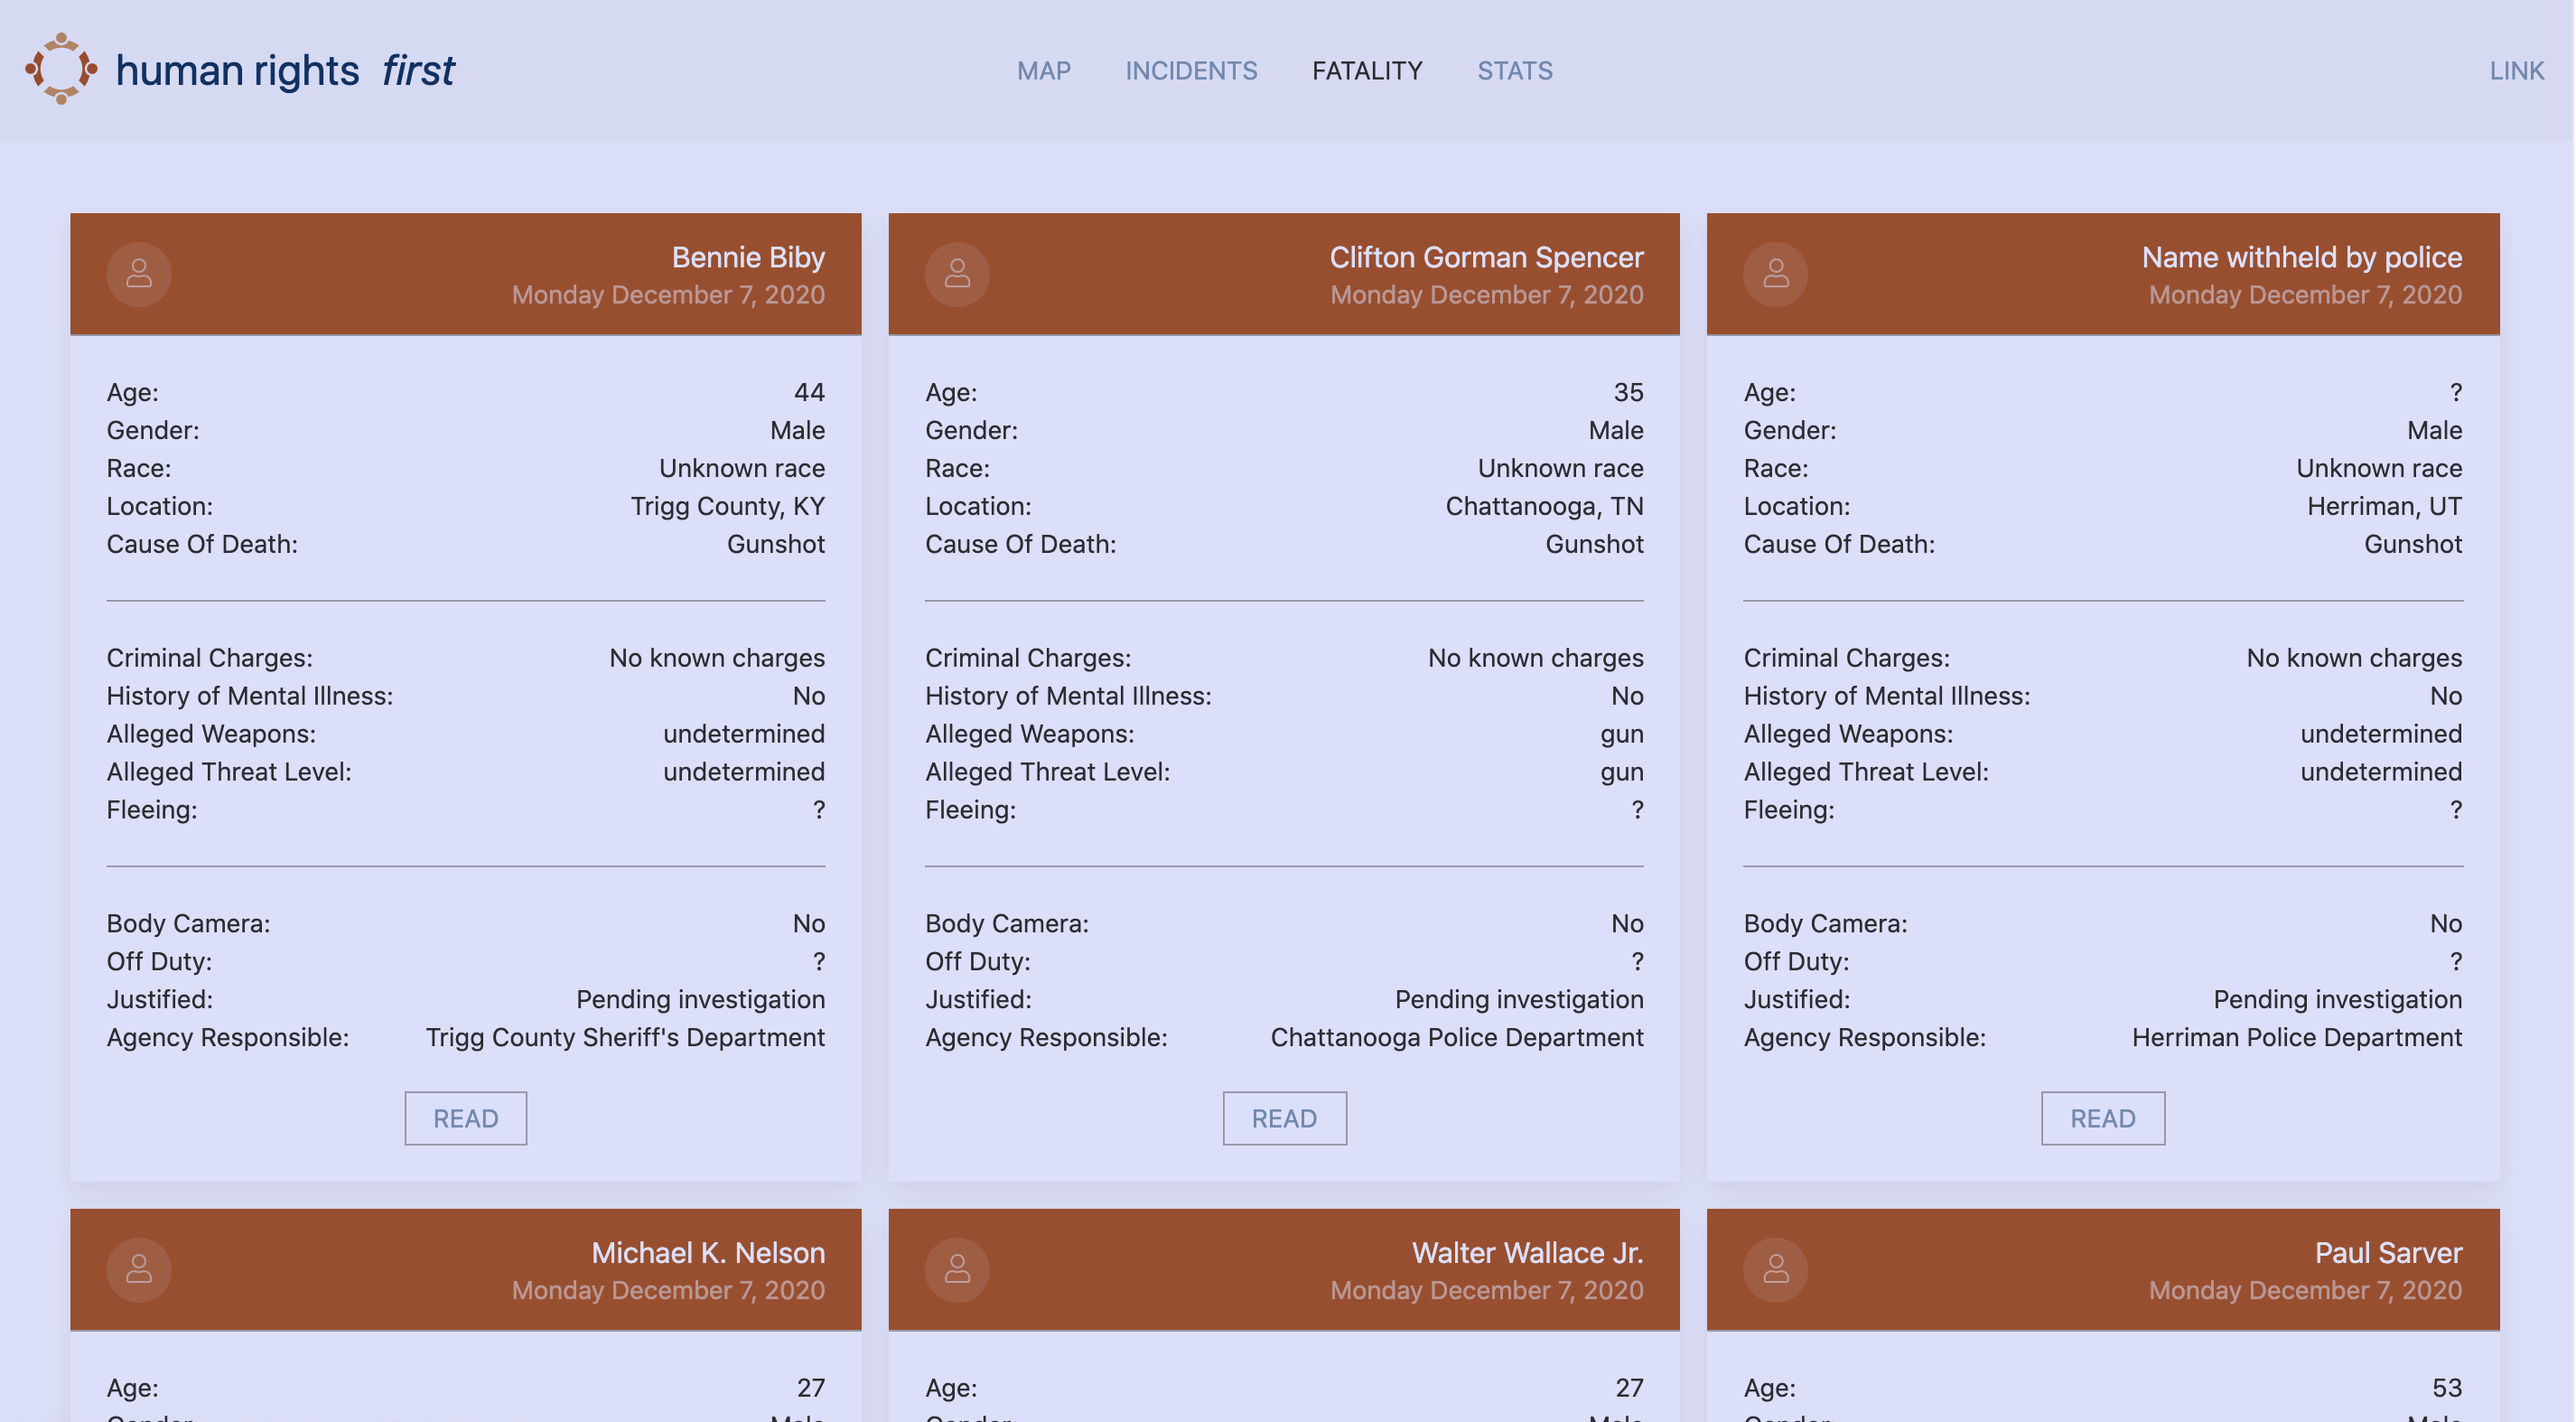 human rights first
MAP INCIDENTS FATALITY STATS
LINK
Bennie Biby
Monday December 7, 2020
Age: 44
Gender: Male
Race: Unknown race
Location: Trigg County, KY
Cause Of Death: Gunshot
Criminal Charges: No known charges
History of Mental Illness: No
Alleged Weapons: undetermined
Alleged Threat Level: undetermined
Fleeing: ?
Body Camera: No
Off Duty: ?
Justified: Pending investigation
Agency Responsible: Trigg County Sheriff's Department
READ
Clifton Gorman Spencer
Monday December 7, 2020
Age: 35
Gender: Male
Race: Unknown race
Location: Chattanooga, TN
Cause Of Death: Gunshot
Criminal Charges: No known charges
History of Mental Illness: No
Alleged Weapons: gun
Alleged Threat Level: gun
Fleeing: ?
Body Camera: No
Off Duty: ?
Justified: Pending investigation
Agency Responsible: Chattanooga Police Department
READ
Name withheld by police
Monday December 7, 2020
Age: ?
Gender: Male
Race: Unknown race
Location: Herriman, UT
Cause Of Death: Gunshot
Criminal Charges: No known charges
History of Mental Illness: No
Alleged Weapons: undetermined
Alleged Threat Level: undetermined
Fleeing: ?
Body Camera: No
Off Duty: ?
Justified: Pending investigation
Agency Responsible: Herriman Police Department
READ
Michael K. Nelson
Monday December 7, 2020
Age: 27
Walter Wallace Jr.
Monday December 7, 2020
Age: 27
Paul Sarver
Monday December 7, 2020
Age: 53